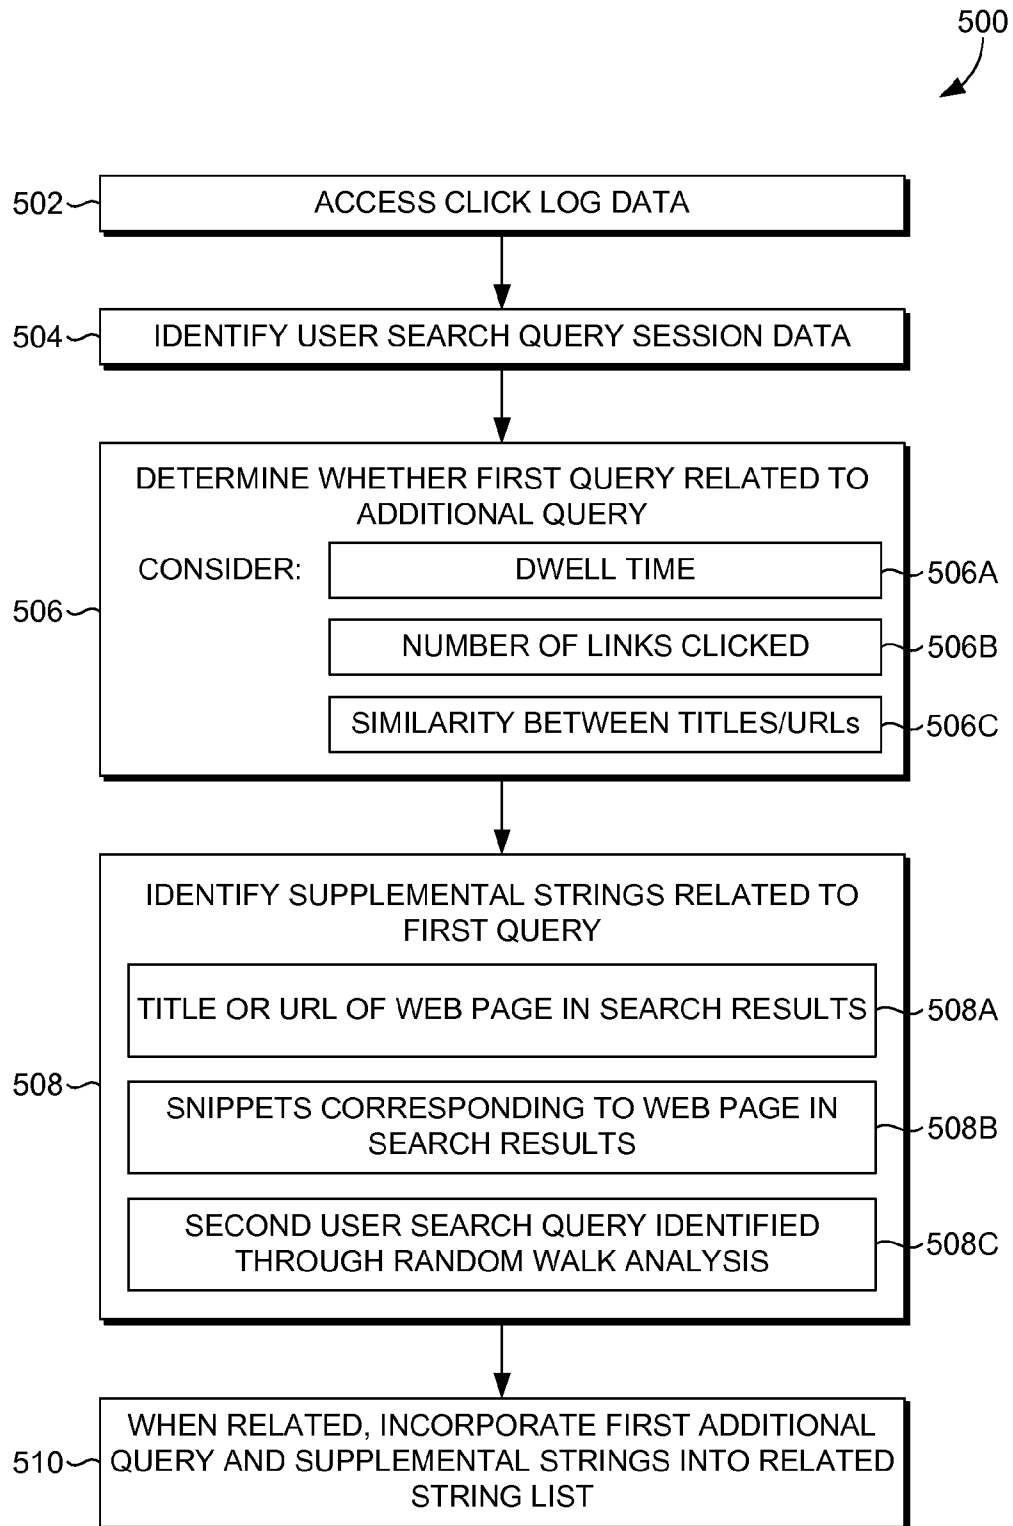 500
502
ACCESS CLICK LOG DATA
504
IDENTIFY USER SEARCH QUERY SESSION DATA
DETERMINE WHETHER FIRST QUERY RELATED TO
ADDITIONAL QUERY
CONSIDER:
DWELL TIME
506A
506
NUMBER OF LINKS CLICKED
506B
SIMILARITY BETWEEN TITLES/URLs
506C
IDENTIFY SUPPLEMENTAL STRINGS RELATED TO
FIRST QUERY
TITLE OR URL OF WEB PAGE IN SEARCH RESULTS
508A
508
SNIPPETS CORRESPONDING TO WEB PAGE IN
SEARCH RESULTS
508B
SECOND USER SEARCH QUERY IDENTIFIED
THROUGH RANDOM WALK ANALYSIS
508C
510
WHEN RELATED, INCORPORATE FIRST ADDITIONAL
QUERY AND SUPPLEMENTAL STRINGS INTO RELATED
STRING LIST